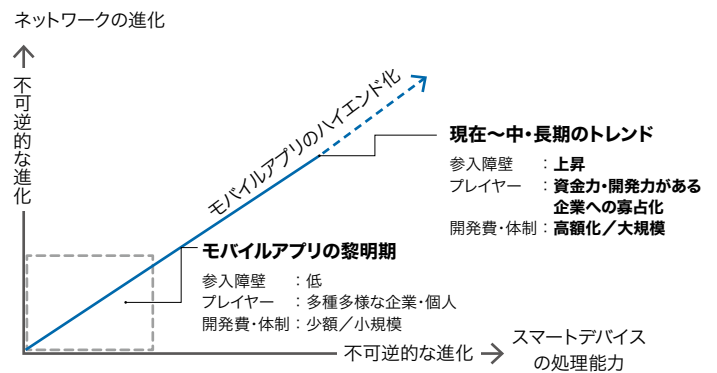 ネットワークの進化
不可逆的な進化
モバイルアプリのハイエンド化
現在〜中・長期のトレンド
参入障壁 ：上昇
プレイヤー ：資金力・開発力がある
企業への寡占化
開発費・体制：高額化／大規模
モバイルアプリの黎明期
参入障壁 ：低
プレイヤー ：多種多様な企業・個人
開発費・体制：少額／小規模
不可逆的な進化
スマートデバイス
の処理能力